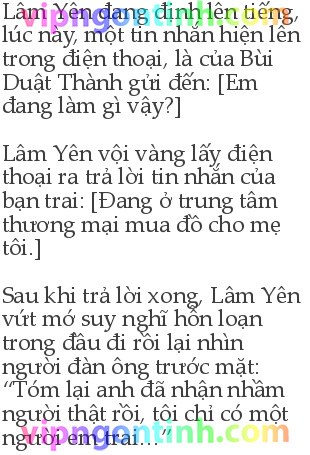 Lâm Yên đang định lên tiếng,
lúc này, một tin nhắn hiện lên
trong điện thoại, là của Bùi
Duật Thành gửi đến: [Em
đang làm gì vậy?]

Lâm Yên vội vàng lấy điện
thoại ra trả lời tin nhắn của
bạn trai: [Đang ở trung tâm
thương mại mua đồ cho mẹ
tôi.]

Sau khi trả lời xong, Lâm Yên
vứt mớ suy nghĩ hỗn loạn
trong đầu đi rồi lại nhìn
người đàn ông trước mặt:
“Tóm lại anh đã nhận nhầm
người thật rồi, tôi chỉ có một
người em trai…”
vipngontinh.com
vipngontinh.com